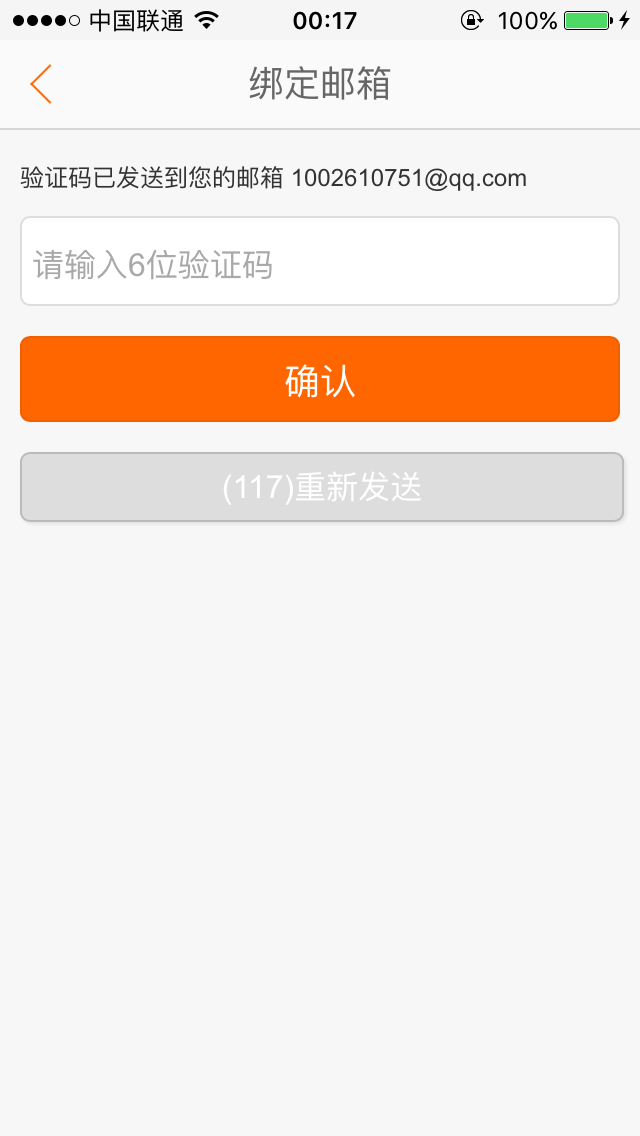 中国联通 00:17 100%
绑定邮箱
验证码已发送到您的邮箱 1002610751@qq.com
请输入6位验证码
确认
(117)重新发送